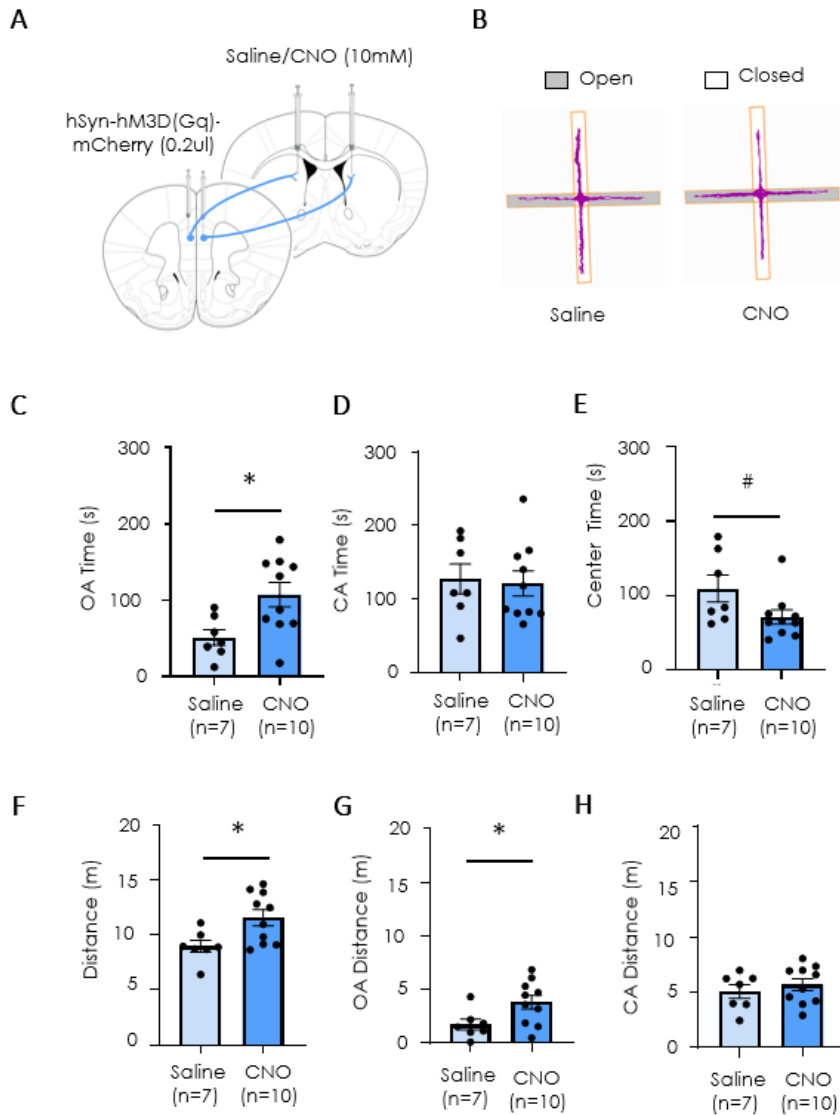 A
Saline/CNO (10mM)
hSyn-hM3D(Gq)-
mCherry (0.2ul)
B
Open
Closed
Saline
CNO
C
OA Time (s)
300
200
100
0
*
Saline
(n=7)
CNO
(n=10)
D
CA Time (s)
300
200
100
0
Saline
(n=7)
CNO
(n=10)
E
Center Time (s)
300
200
100
0
#
Saline
(n=7)
CNO
(n=10)
F
Distance (m)
20
15
10
5
0
*
Saline
(n=7)
CNO
(n=10)
G
OA Distance (m)
20
15
10
5
0
*
Saline
(n=7)
CNO
(n=10)
H
CA Distance (m)
20
15
10
5
0
Saline
(n=7)
CNO
(n=10)